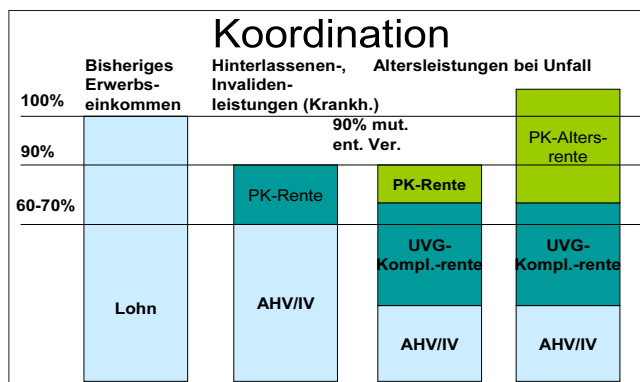 Koordination
Bisheriges
Erwerbs-
einkommen
Hinterlassenen-,
Invaliden-
leistungen (Krankh.)
Altersleistungen bei Unfall
100%
90% mut.
ent. Ver.
90%
60-70%
Lohn
PK-Rente
AHV/IV
PK-Rente
UVG-
Kompl.-rente
AHV/IV
PK-Alters-
rente
UVG-
Kompl.-rente
AHV/IV